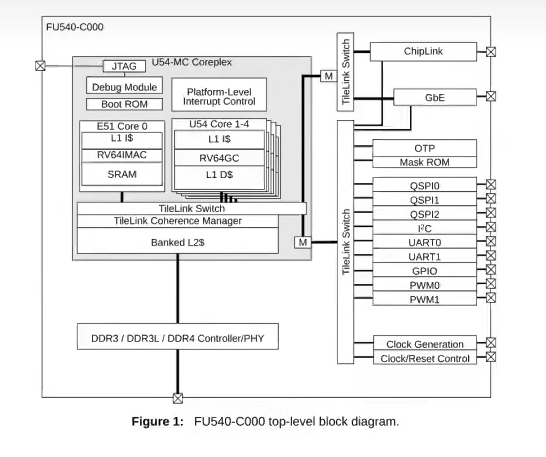 FU540-C000
U54-MC Coreplex
JTAG
Debug Module
Boot ROM
Platform-Level
Interrupt Control
E51 Core 0
L1 I$
RV64IMAC
SRAM
U54 Core 1-4
L1 I$
RV64GC
L1 D$
TileLink Switch
TileLink Coherence Manager
Banked L2$
M
M
DDR3 / DDR3L / DDR4 Controller/PHY
TileLink Switch
TileLink Switch
ChipLink
GbE
OTP
Mask ROM
QSPI0
QSPI1
QSPI2
I²C
UART0
UART1
GPIO
PWM0
PWM1
Clock Generation
Clock/Reset Control
Figure 1: FU540-C000 top-level block diagram.